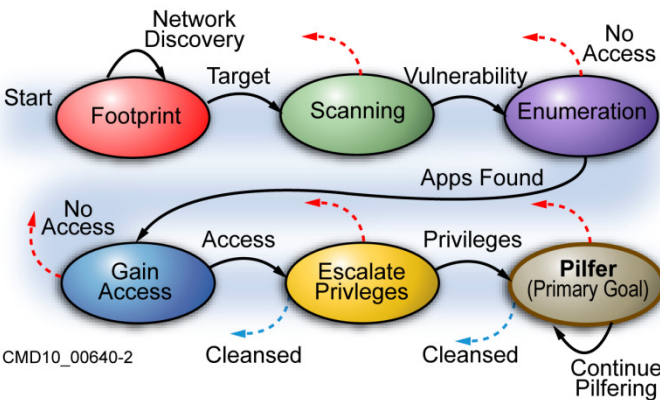 Network
Discovery
No
Access
Start
Target
Vulnerability
Footprint
Scanning
Enumeration
Apps Found
No
Access
Access
Privileges
Gain
Access
Escalate
Privleges
Pilfer
(Primary Goal)
CMD10_00640-2
Cleansed
Cleansed
Continue
Pilfering